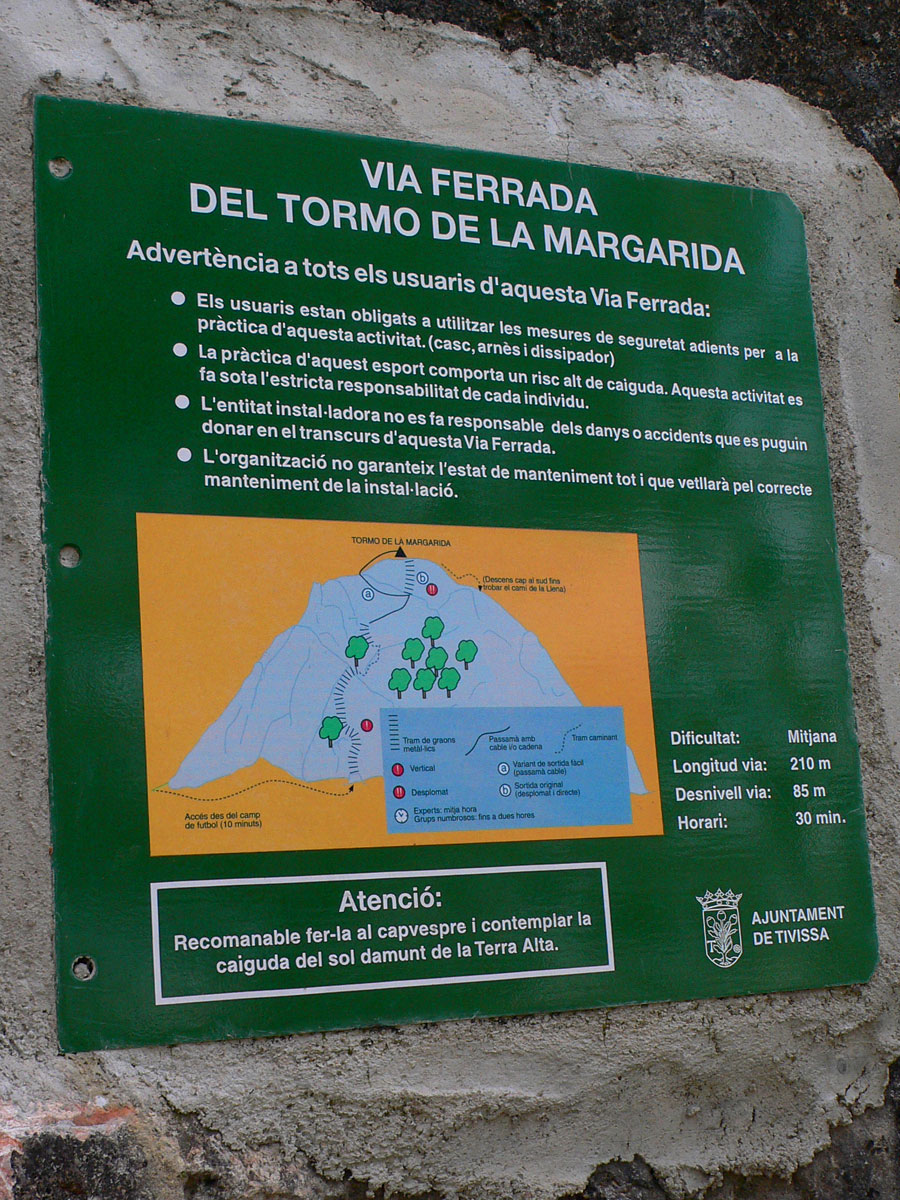 VIA FERRADA
DEL TORMO DE LA MARGARIDA
Advertència a tots els usuaris d'aquesta Via Ferrada:
Els usuaris estan obligats a utilitzar les mesures de seguretat adients per a la
pràctica d'aquesta activitat. (casc, arnès i dissipador)
La pràctica d'aquest esport comporta un risc alt de caiguda. Aquesta activitat es
fa sota l'estricta responsabilitat de cada individu.
L'entitat instal·ladora no es fa responsable dels danys o accidents que es puguin
donar en el transcurs d'aquesta Via Ferrada.
L'organització no garanteix l'estat de manteniment tot i que vetllarà pel correcte
manteniment de la instal·lació.
TORMO DE LA MARGARIDA
(Descens cap al sud fins
trobar el camí de la Llena)
b
!
a
!
Tram de graons
metàl·lics
Passamà amb
cable i/o cadena
Tram caminant
! Vertical
a Variant de sortida fàcil
(passamà cable)
! Desplomat
b Sortida original
(desplomat i directe)
Experts: mitja hora
Grups nombrosos: fins a dues hores
Accés des del camp
de futbol (10 minuts)
Dificultat: Mitjana
Longitud via: 210 m
Desnivell via: 85 m
Horari: 30 min.
Atenció:
Recomanable fer-la al capvespre i contemplar la
caiguda del sol damunt de la Terra Alta.
T
AJUNTAMENT
DE TIVISSA